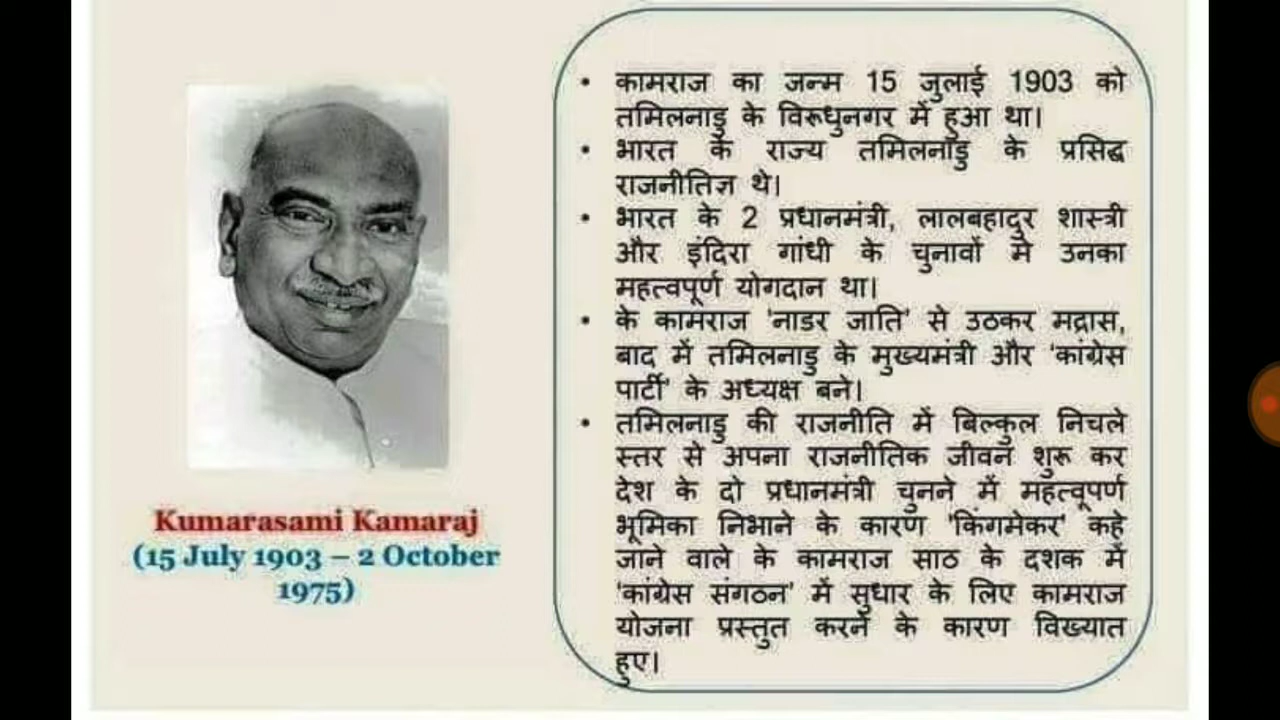 Kumarasami Kamaraj
(15 July 1903 – 2 October
1975)
• कामराज का जन्म 15 जुलाई 1903 को
तमिलनाडु के विरूधुनगर में हुआ था।
• भारत के राज्य तमिलनाडु के प्रसिद्ध
राजनीतिज्ञ थे।
• भारत के 2 प्रधानमंत्री, लालबहादुर शास्त्री
और इंदिरा गांधी के चुनावों में उनका
महत्वपूर्ण योगदान था।
• के कामराज 'नाडर जाति' से उठकर मद्रास,
बाद में तमिलनाडु के मुख्यमंत्री और 'कांग्रेस
पार्टी' के अध्यक्ष बने।
• तमिलनाडु की राजनीति में बिल्कुल निचले
स्तर से अपना राजनीतिक जीवन शुरू कर
देश के दो प्रधानमंत्री चुनने में महत्वूपर्ण
भूमिका निभाने के कारण 'किंगमेकर' कहे
जाने वाले के कामराज साठ के दशक में
'कांग्रेस संगठन' में सुधार के लिए कामराज
योजना प्रस्तुत करने के कारण विख्यात
हुए।